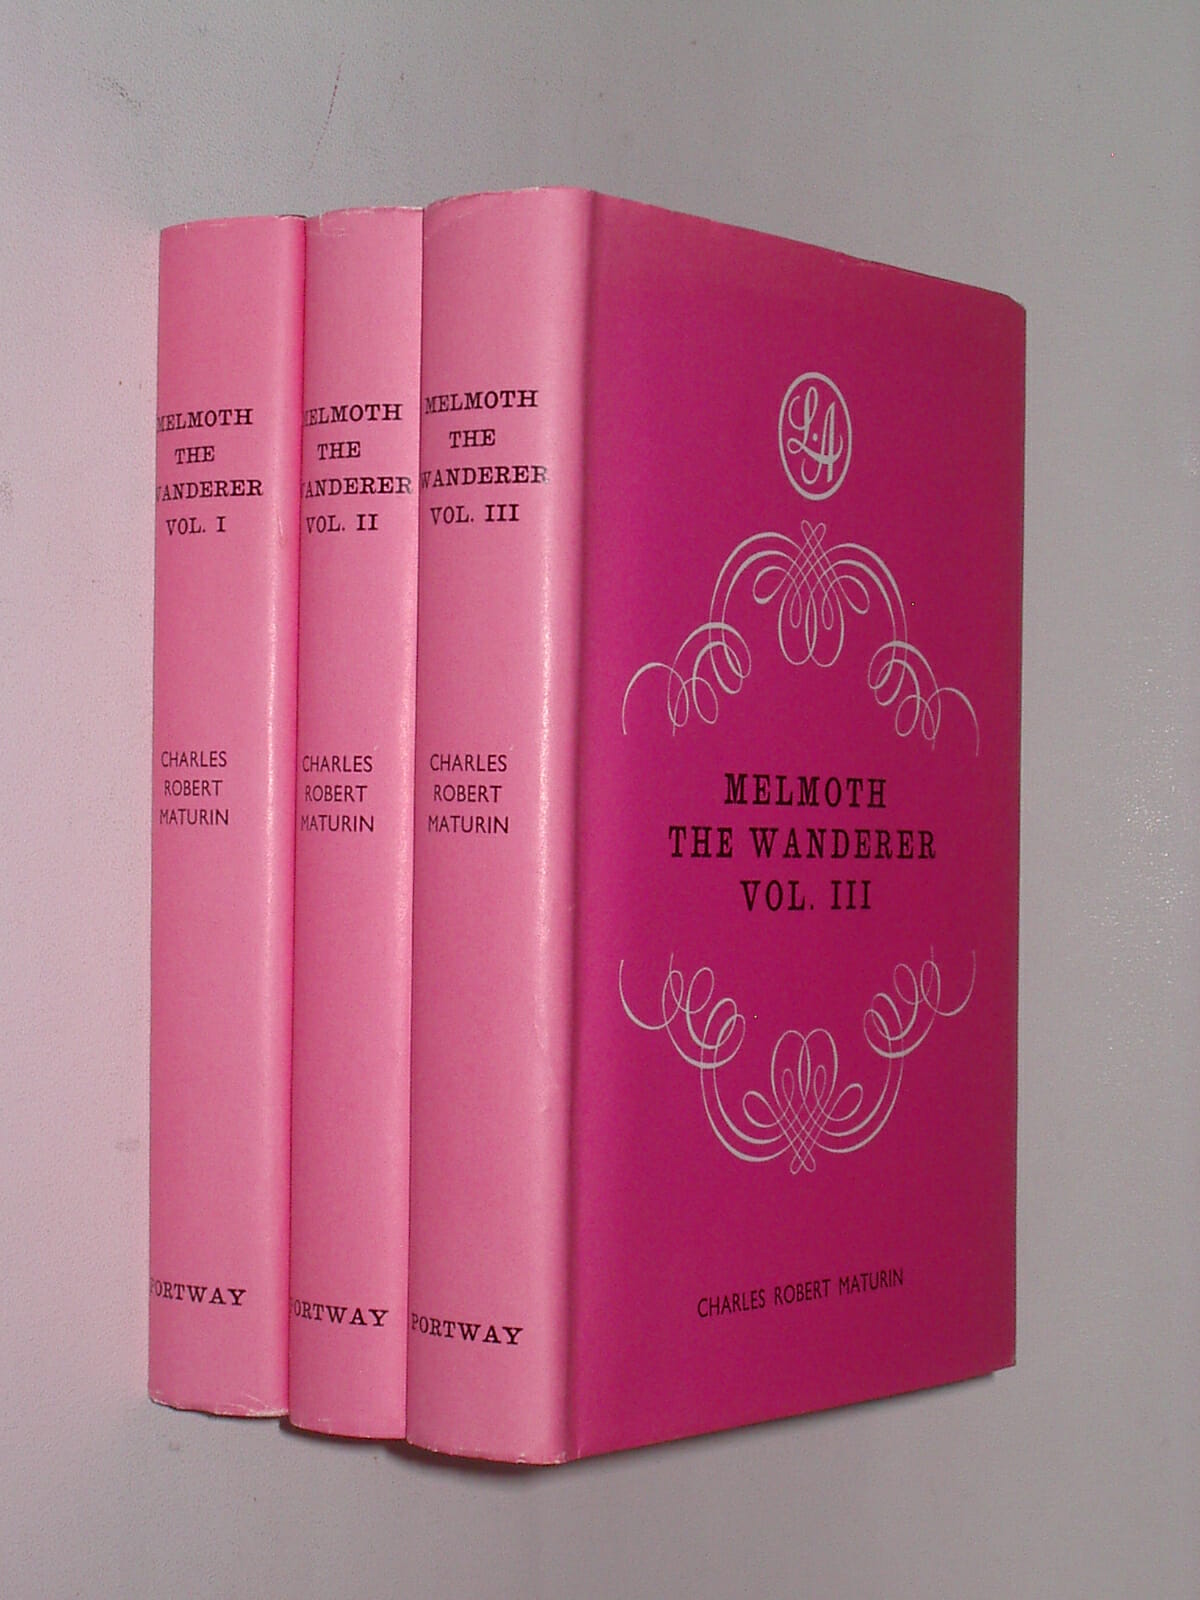 MELMOTH
THE
WANDERER
VOL. I
CHARLES
ROBERT
MATURIN
PORTWAY
MELMOTH
THE
WANDERER
VOL. II
CHARLES
ROBERT
MATURIN
PORTWAY
MELMOTH
THE
WANDERER
VOL. III
CHARLES
ROBERT
MATURIN
PORTWAY
L.A
MELMOTH
THE WANDERER
VOL. III
CHARLES ROBERT MATURIN